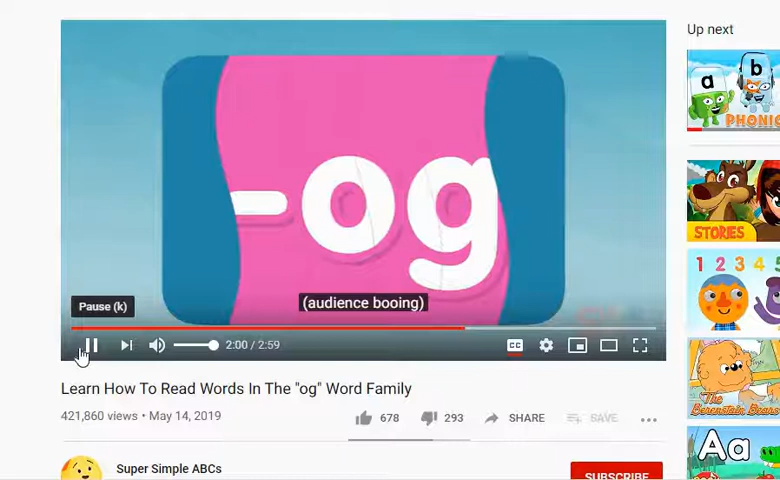 Up next
a
b
PHONIC
-og
(audience booing)
Pause (k)
2:00 / 2:59
CC
STORIES
1 2 3 4
Learn How To Read Words In The "og" Word Family
421,860 views • May 14, 2019
678
293
SHARE
SAVE
The
Berenstain Bears
Aa
Super Simple ABCs
SUBSCRIBE